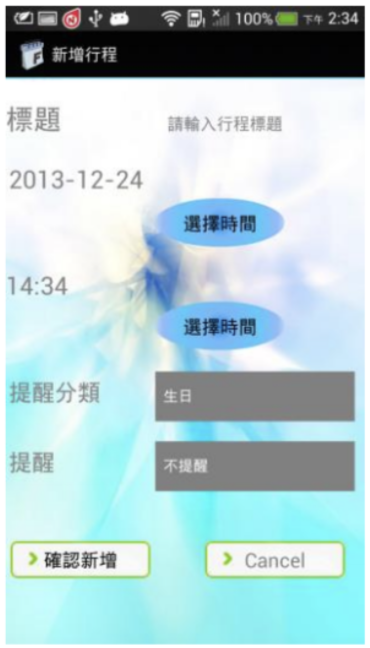 100% 下午 2:34
新增行程
標題 請輸入行程標題
2013-12-24
選擇時間
14:34
選擇時間
提醒分類 生日
提醒 不提醒
確認新增 Cancel